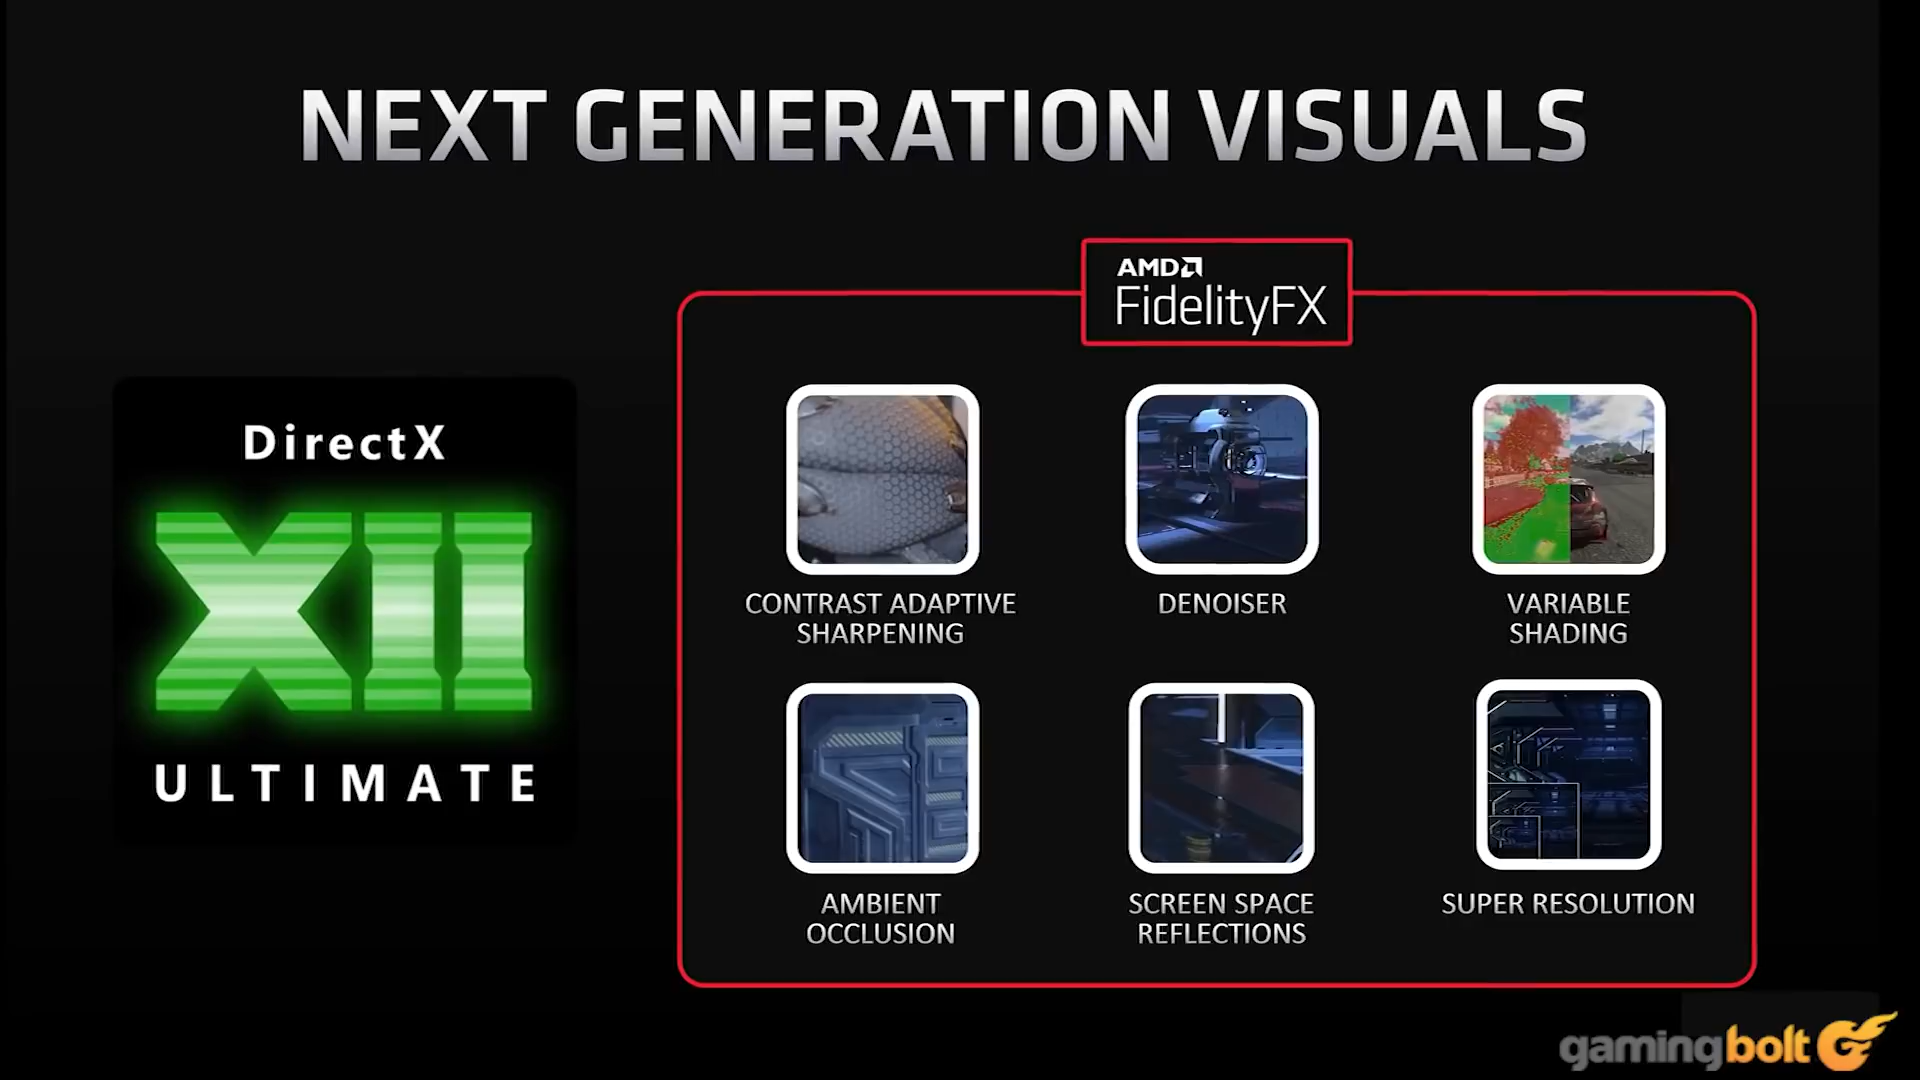 NEXT GENERATION VISUALS
AMD
FidelityFX
DirectX
XII
ULTIMATE
CONTRAST ADAPTIVE
SHARPENING
DENOISER
VARIABLE
SHADING
AMBIENT
OCCLUSION
SCREEN SPACE
REFLECTIONS
SUPER RESOLUTION
gamingbolt